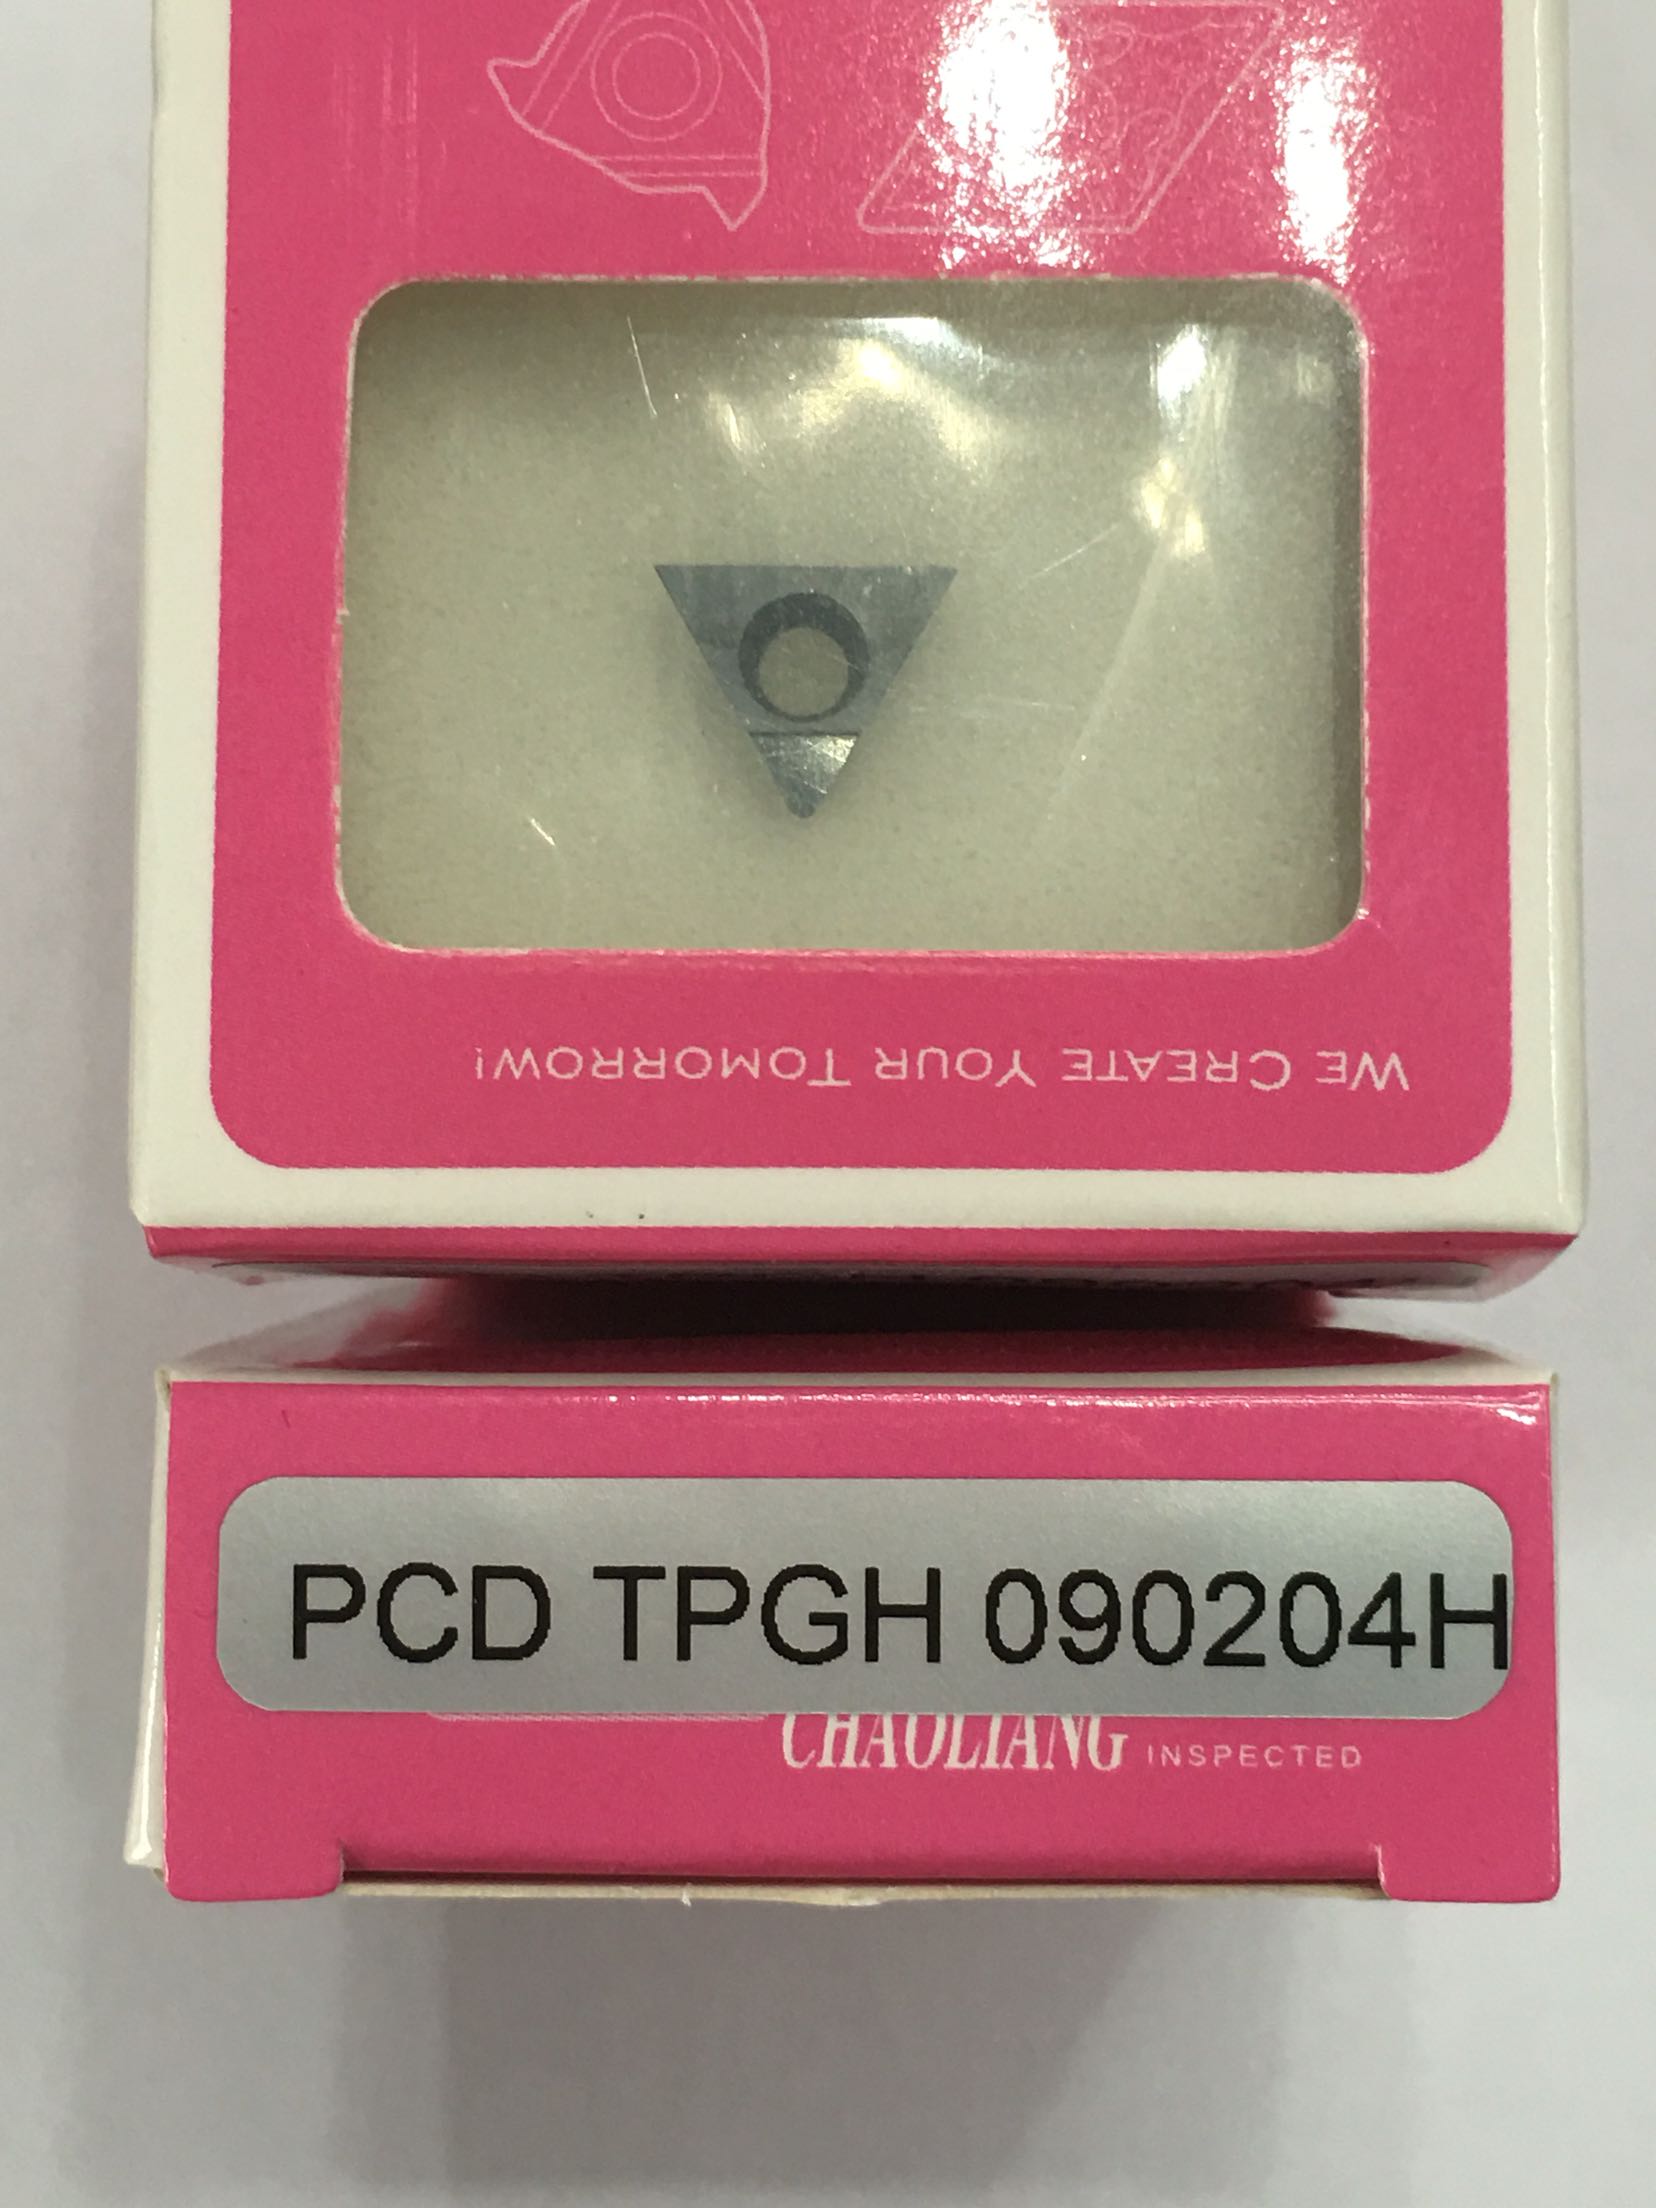 WE CREATE YOUR TOMORROW!
PCD TPGH 090204H
CHAOLIANG INSPECTED